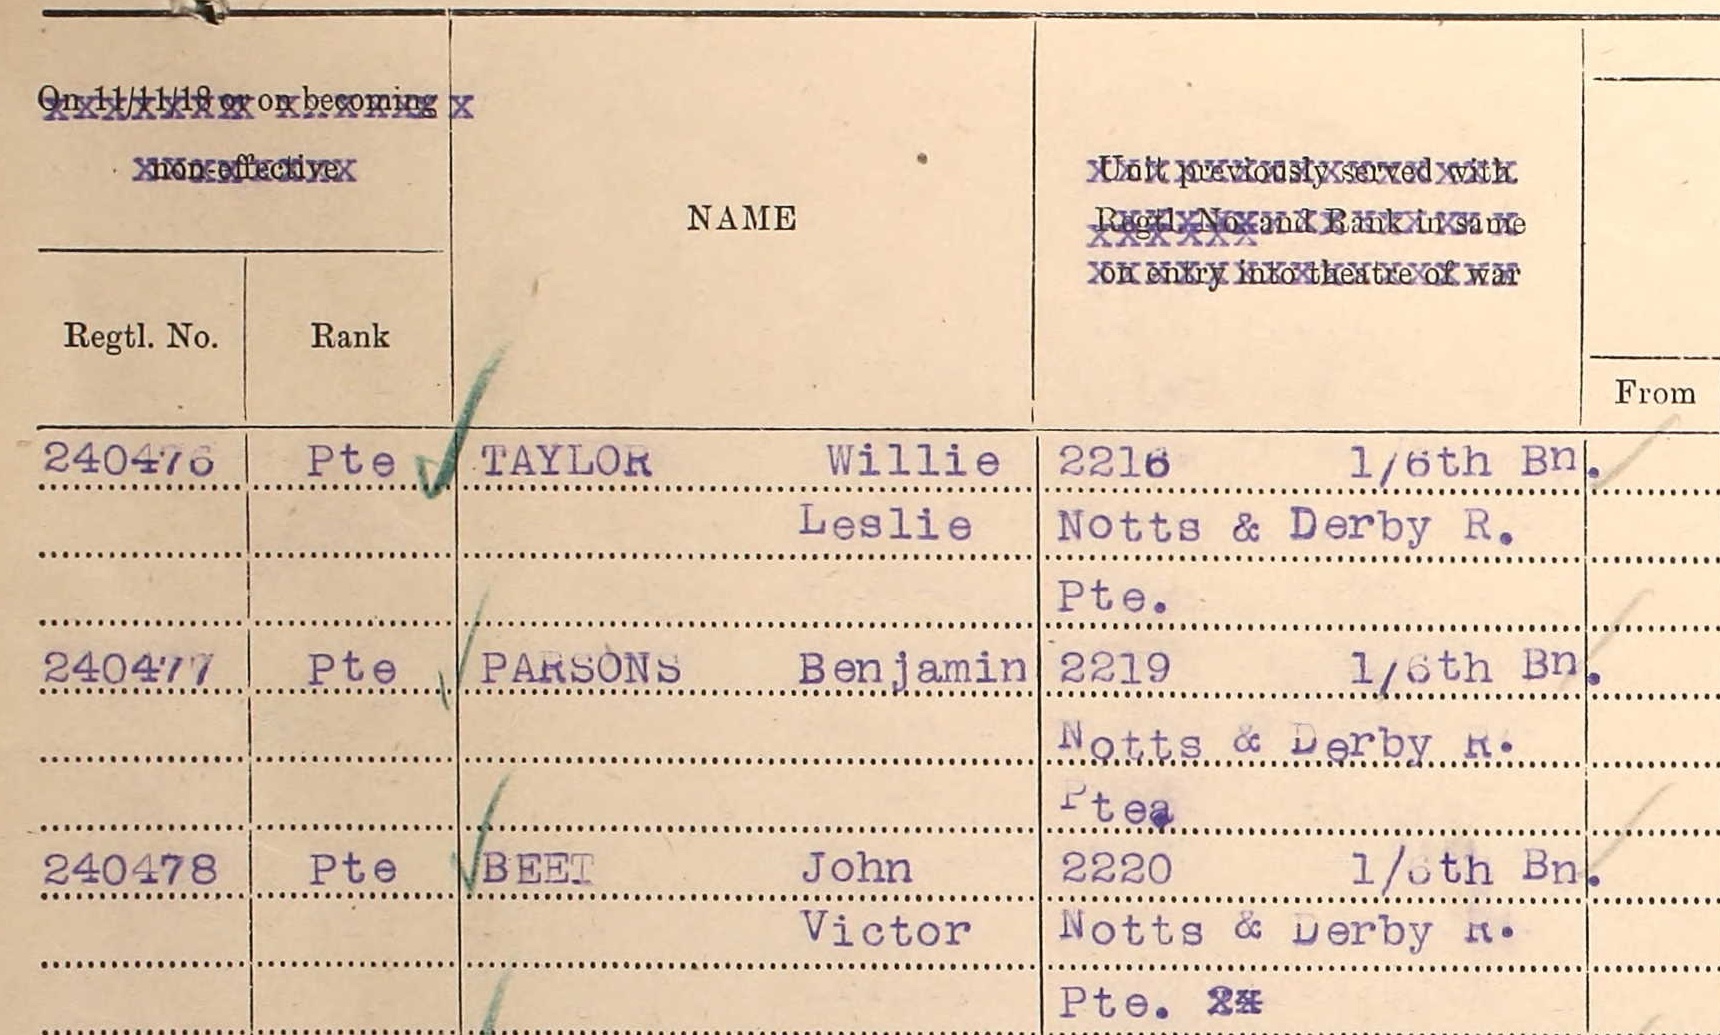 On 11/11/18 or on becoming
non-effective
Unit previously served with.
Regtl. No. and Rank in same
on entry into theatre of war
NAME
Regtl. No. Rank
From
240476 Pte TAYLOR Willie 2216 1/6th Bn.
Leslie Notts & Derby R.
Pte.
240477 Pte PARSONS Benjamin 2219 1/6th Bn.
Notts & Derby R.
Ptea
240478 Pte BEET John 2220 1/6th Bn.
Victor Notts & Derby R.
Pte.